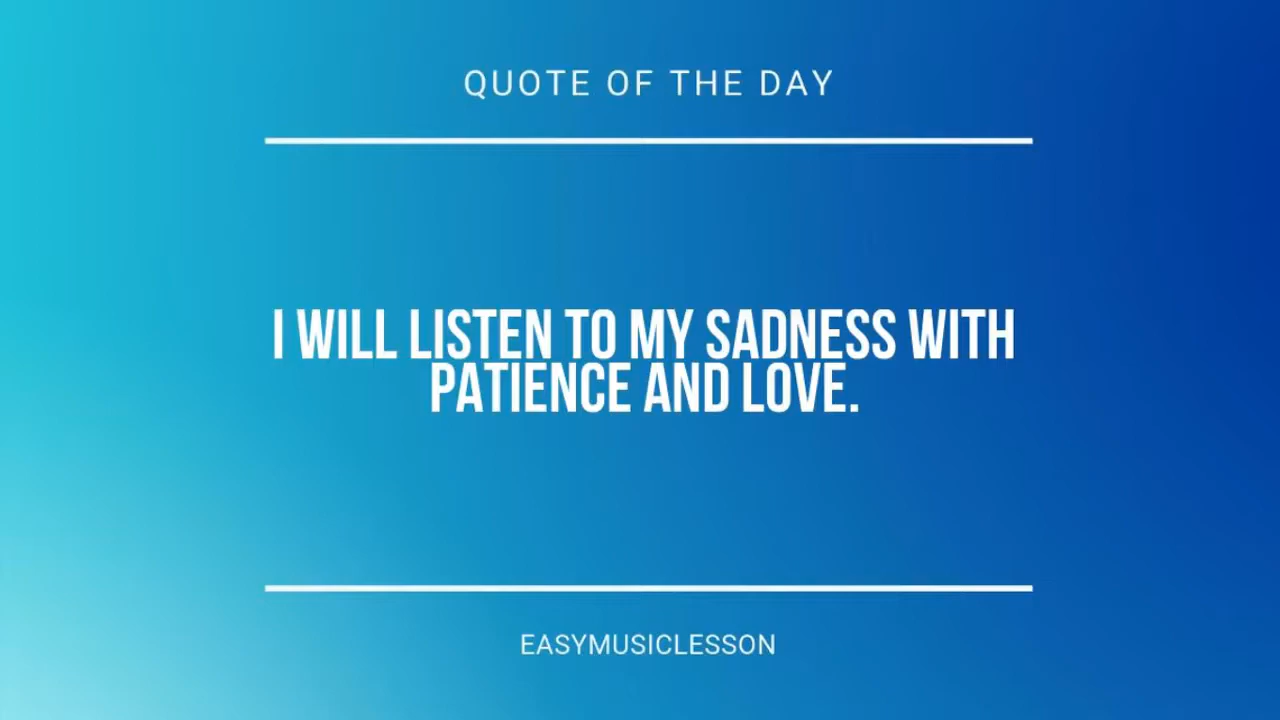 QUOTE OF THE DAY
I WILL LISTEN TO MY SADNESS WITH
PATIENCE AND LOVE.
EASYMUSICLESSON